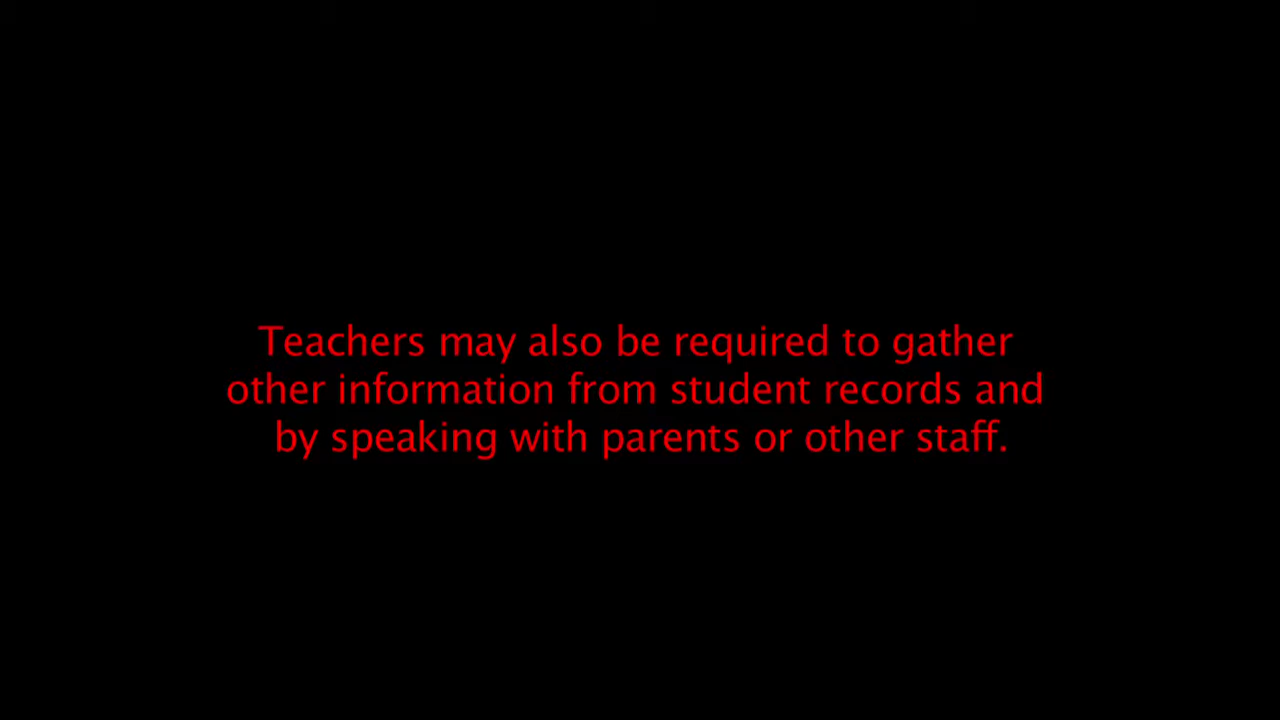 Teachers may also be required to gather
other information from student records and
by speaking with parents or other staff.